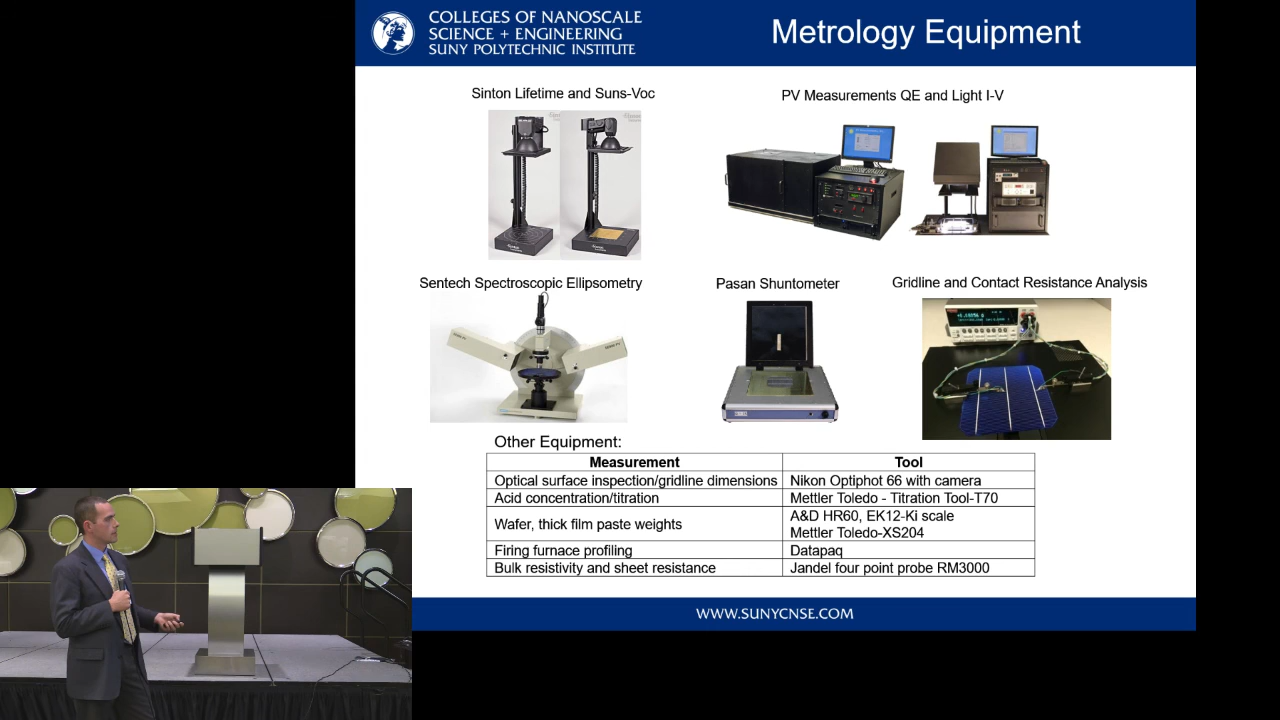 COLLEGES OF NANOSCALE
SCIENCE + ENGINEERING
SUNY POLYTECHNIC INSTITUTE
Metrology Equipment
Sinton Lifetime and Suns-Voc
PV Measurements QE and Light I-V
Sentech Spectroscopic Ellipsometry
Pasan Shuntometer
Gridline and Contact Resistance Analysis
Other Equipment:
Measurement Tool
Optical surface inspection/gridline dimensions Nikon Optiphot 66 with camera
Acid concentration/titration Mettler Toledo - Titration Tool-T70
Wafer, thick film paste weights A&D HR60, EK12-Ki scale
Mettler Toledo-XS204
Firing furnace profiling Datapaq
Bulk resistivity and sheet resistance Jandel four point probe RM3000
WWW.SUNYCNSE.COM